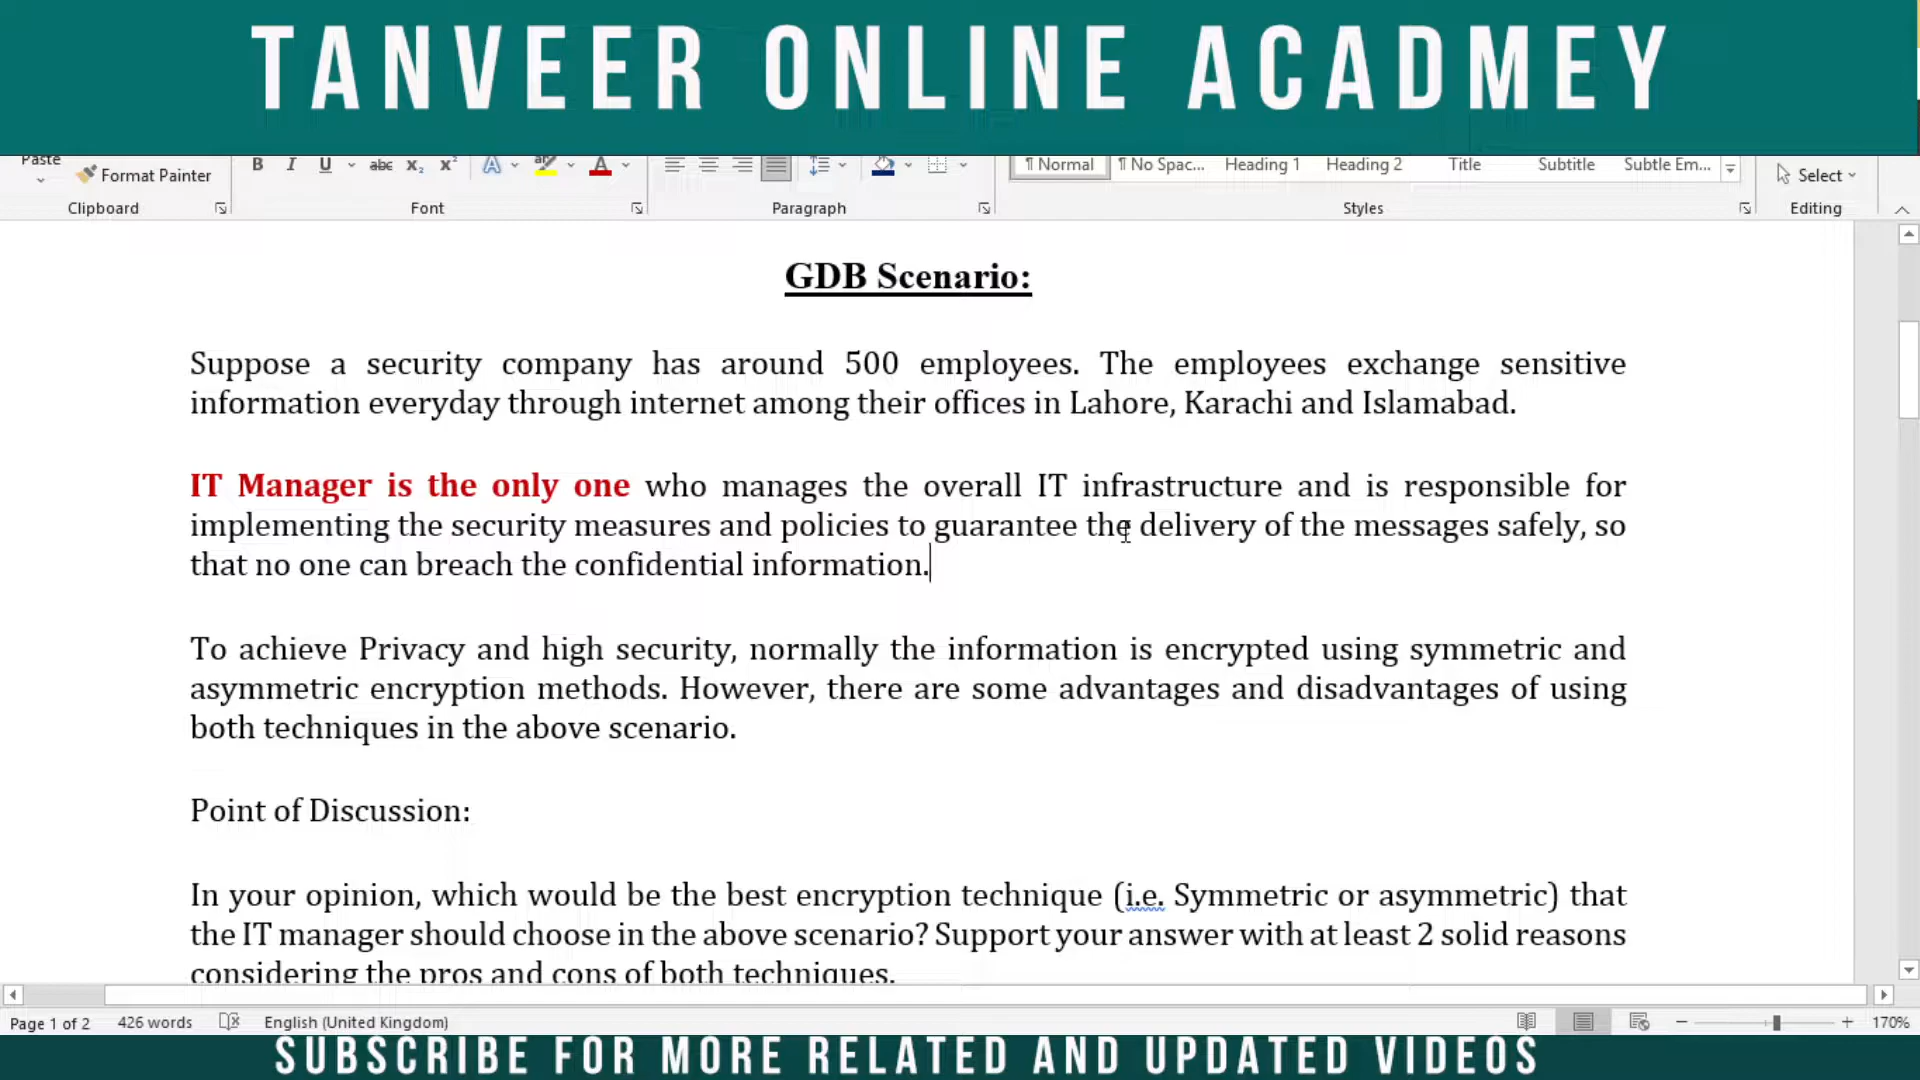 TANVEER ONLINE ACADMEY
Paste
Format Painter
B I U abc x₂ x² A A
¶ Normal ¶ No Spac... Heading 1 Heading 2 Title Subtitle Subtle Em...
Select
Clipboard Font Paragraph Styles Editing
GDB Scenario:
Suppose a security company has around 500 employees. The employees exchange sensitive
information everyday through internet among their offices in Lahore, Karachi and Islamabad.
IT Manager is the only one who manages the overall IT infrastructure and is responsible for
implementing the security measures and policies to guarantee the delivery of the messages safely, so
that no one can breach the confidential information.
To achieve Privacy and high security, normally the information is encrypted using symmetric and
asymmetric encryption methods. However, there are some advantages and disadvantages of using
both techniques in the above scenario.
Point of Discussion:
In your opinion, which would be the best encryption technique (i.e. Symmetric or asymmetric) that
the IT manager should choose in the above scenario? Support your answer with at least 2 solid reasons
considering the pros and cons of both techniques.
Page 1 of 2 426 words English (United Kingdom) 170%
SUBSCRIBE FOR MORE RELATED AND UPDATED VIDEOS